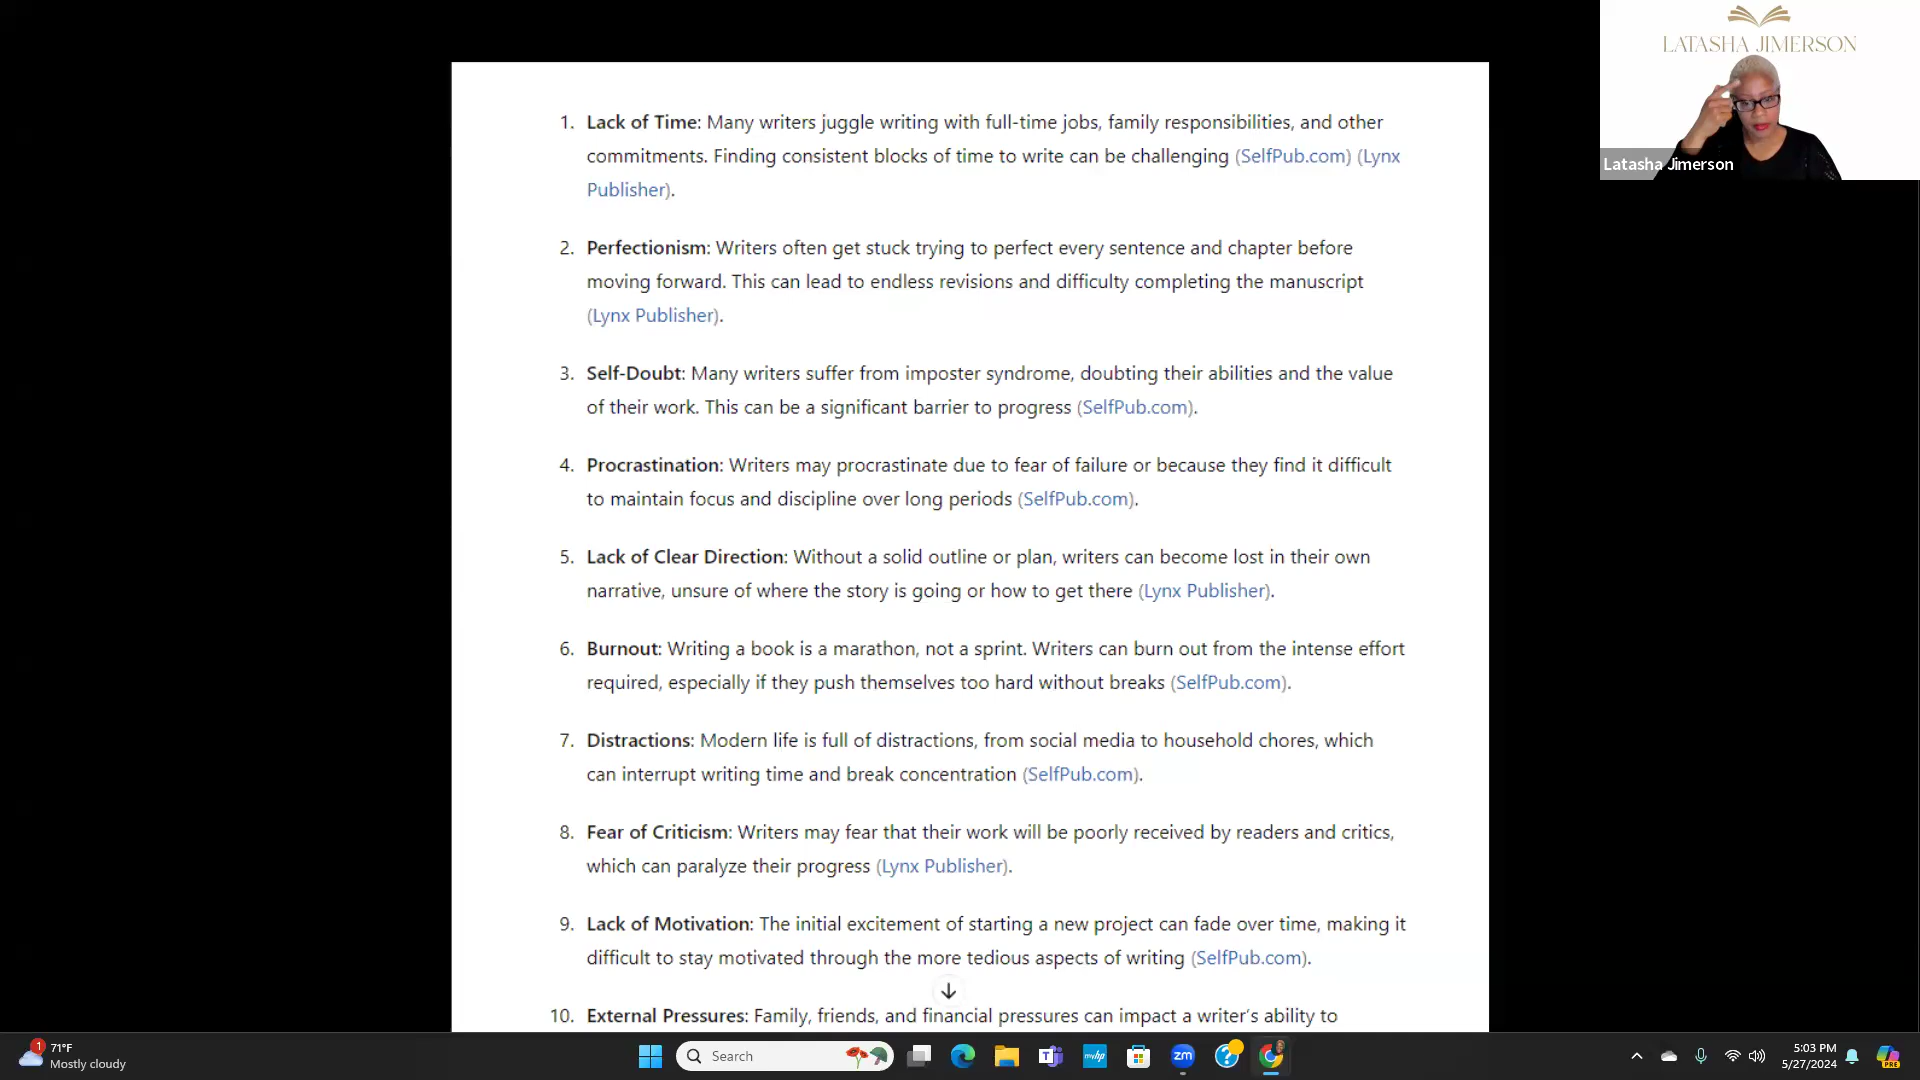 LATASHA JIMERSON
Latasha Jimerson
1. Lack of Time: Many writers juggle writing with full-time jobs, family responsibilities, and other
commitments. Finding consistent blocks of time to write can be challenging (SelfPub.com) (Lynx
Publisher).
2. Perfectionism: Writers often get stuck trying to perfect every sentence and chapter before
moving forward. This can lead to endless revisions and difficulty completing the manuscript
(Lynx Publisher).
3. Self-Doubt: Many writers suffer from imposter syndrome, doubting their abilities and the value
of their work. This can be a significant barrier to progress (SelfPub.com).
4. Procrastination: Writers may procrastinate due to fear of failure or because they find it difficult
to maintain focus and discipline over long periods (SelfPub.com).
5. Lack of Clear Direction: Without a solid outline or plan, writers can become lost in their own
narrative, unsure of where the story is going or how to get there (Lynx Publisher).
6. Burnout: Writing a book is a marathon, not a sprint. Writers can burn out from the intense effort
required, especially if they push themselves too hard without breaks (SelfPub.com).
7. Distractions: Modern life is full of distractions, from social media to household chores, which
can interrupt writing time and break concentration (SelfPub.com).
8. Fear of Criticism: Writers may fear that their work will be poorly received by readers and critics,
which can paralyze their progress (Lynx Publisher).
9. Lack of Motivation: The initial excitement of starting a new project can fade over time, making it
difficult to stay motivated through the more tedious aspects of writing (SelfPub.com).
10. External Pressures: Family, friends, and financial pressures can impact a writer's ability to
1
71°F
Mostly cloudy
Search
T
myhp
zm
?
5:03 PM
5/27/2024
PRE